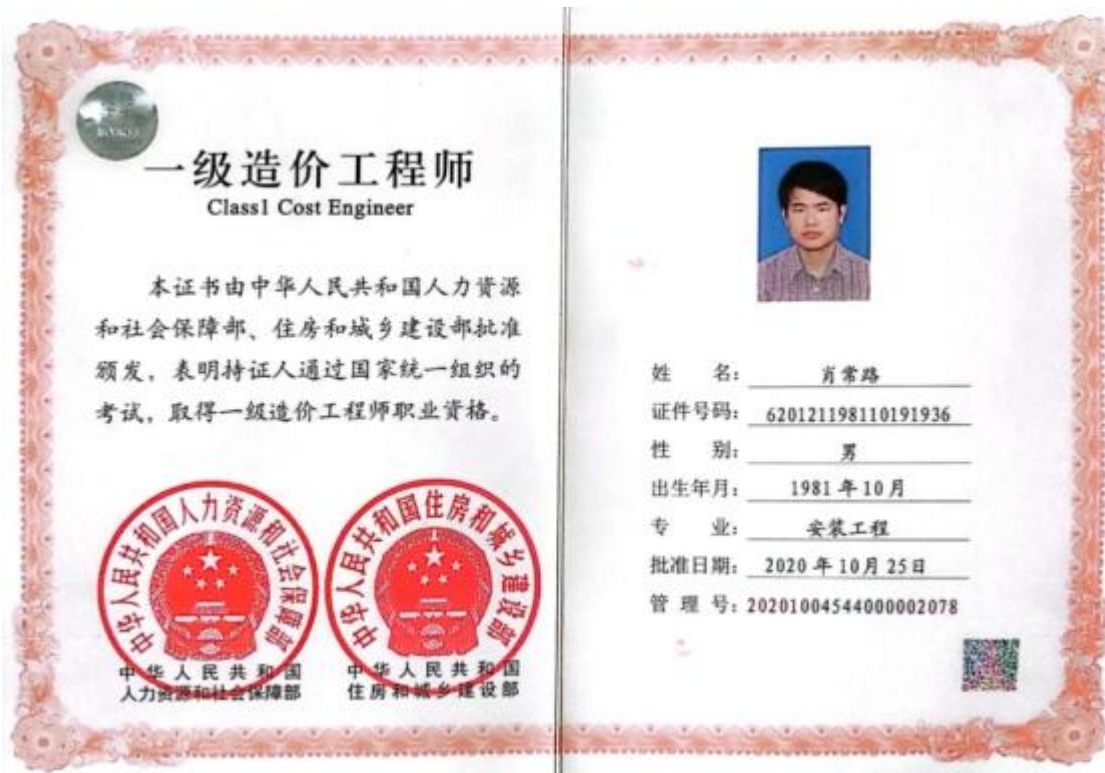 一级造价工程师
Class1 Cost Engineer
本证书由中华人民共和国人力资源
和社会保障部、住房和城乡建设部批准
颁发，表明持证人通过国家统一组织的
考试，取得一级造价工程师职业资格。
中华人民共和国人力资源和社会保障部
中华人民共和国住房和城乡建设部
中华人民共和国
人力资源和社会保障部
中华人民共和国
住房和城乡建设部
姓 名： 肖常路
证件号码： 620121198110191936
性 别： 男
出生年月： 1981年10月
专 业： 安装工程
批准日期： 2020年10月25日
管 理 号： 20201004544000002078